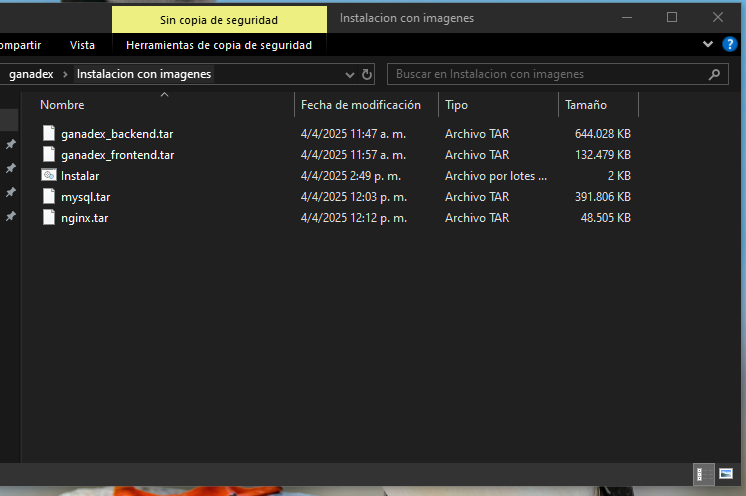 Sin copia de seguridad Instalacion con imagenes
Vista Herramientas de copia de seguridad ?
ganadex > Instalacion con imagenes Buscar en Instalacion con imagenes
Nombre Fecha de modificación Tipo Tamaño
ganadex_backend.tar 4/4/2025 11:47 a. m. Archivo TAR 644.028 KB
ganadex_frontend.tar 4/4/2025 11:57 a. m. Archivo TAR 132.479 KB
Instalar 4/4/2025 2:49 p. m. Archivo por lotes ... 2 KB
mysql.tar 4/4/2025 12:03 p. m. Archivo TAR 391.806 KB
nginx.tar 4/4/2025 12:12 p. m. Archivo TAR 48.505 KB